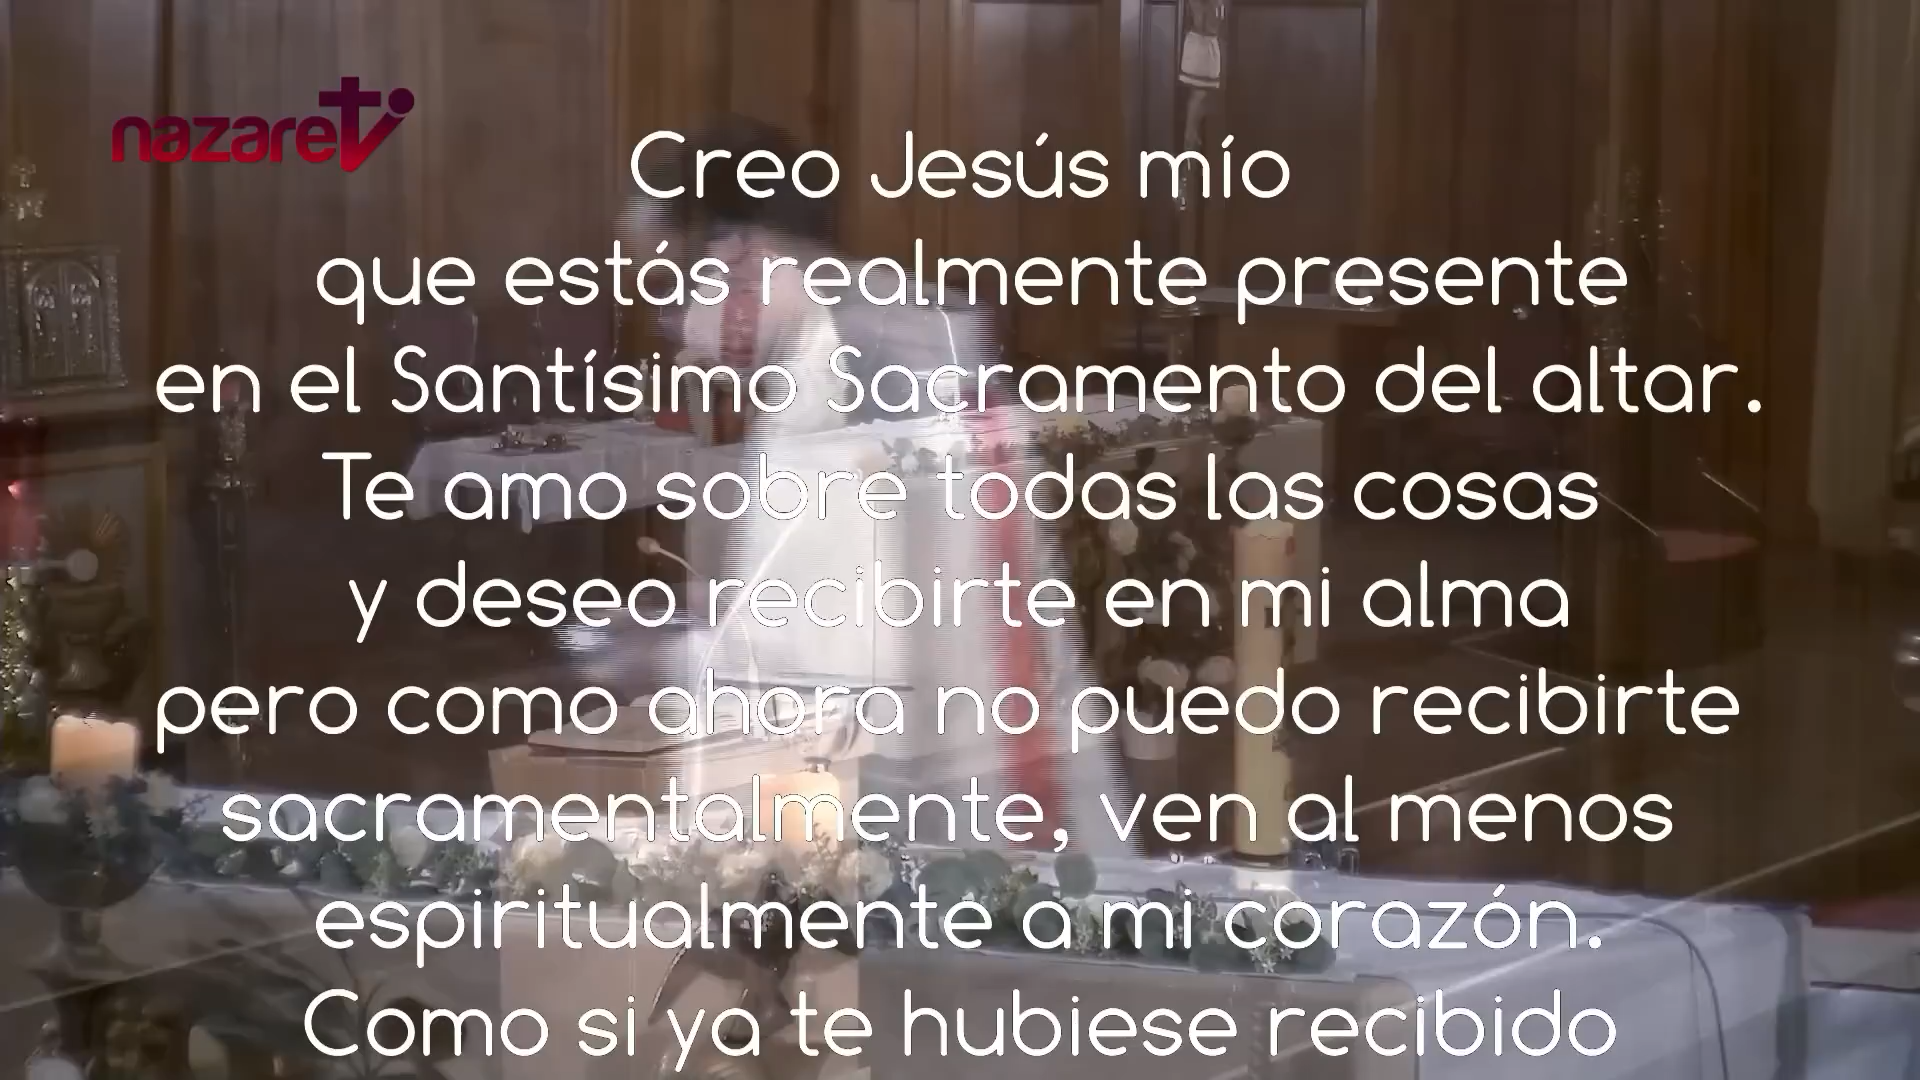 nazaretv
Creo Jesús mío
que estás realmente presente
en el Santísimo Sacramento del altar.
Te amo sobre todas las cosas
y deseo recibirte en mi alma
pero como ahora no puedo recibirte
sacramentalmente, ven al menos
espiritualmente a mi corazón.
Como si ya te hubiese recibido